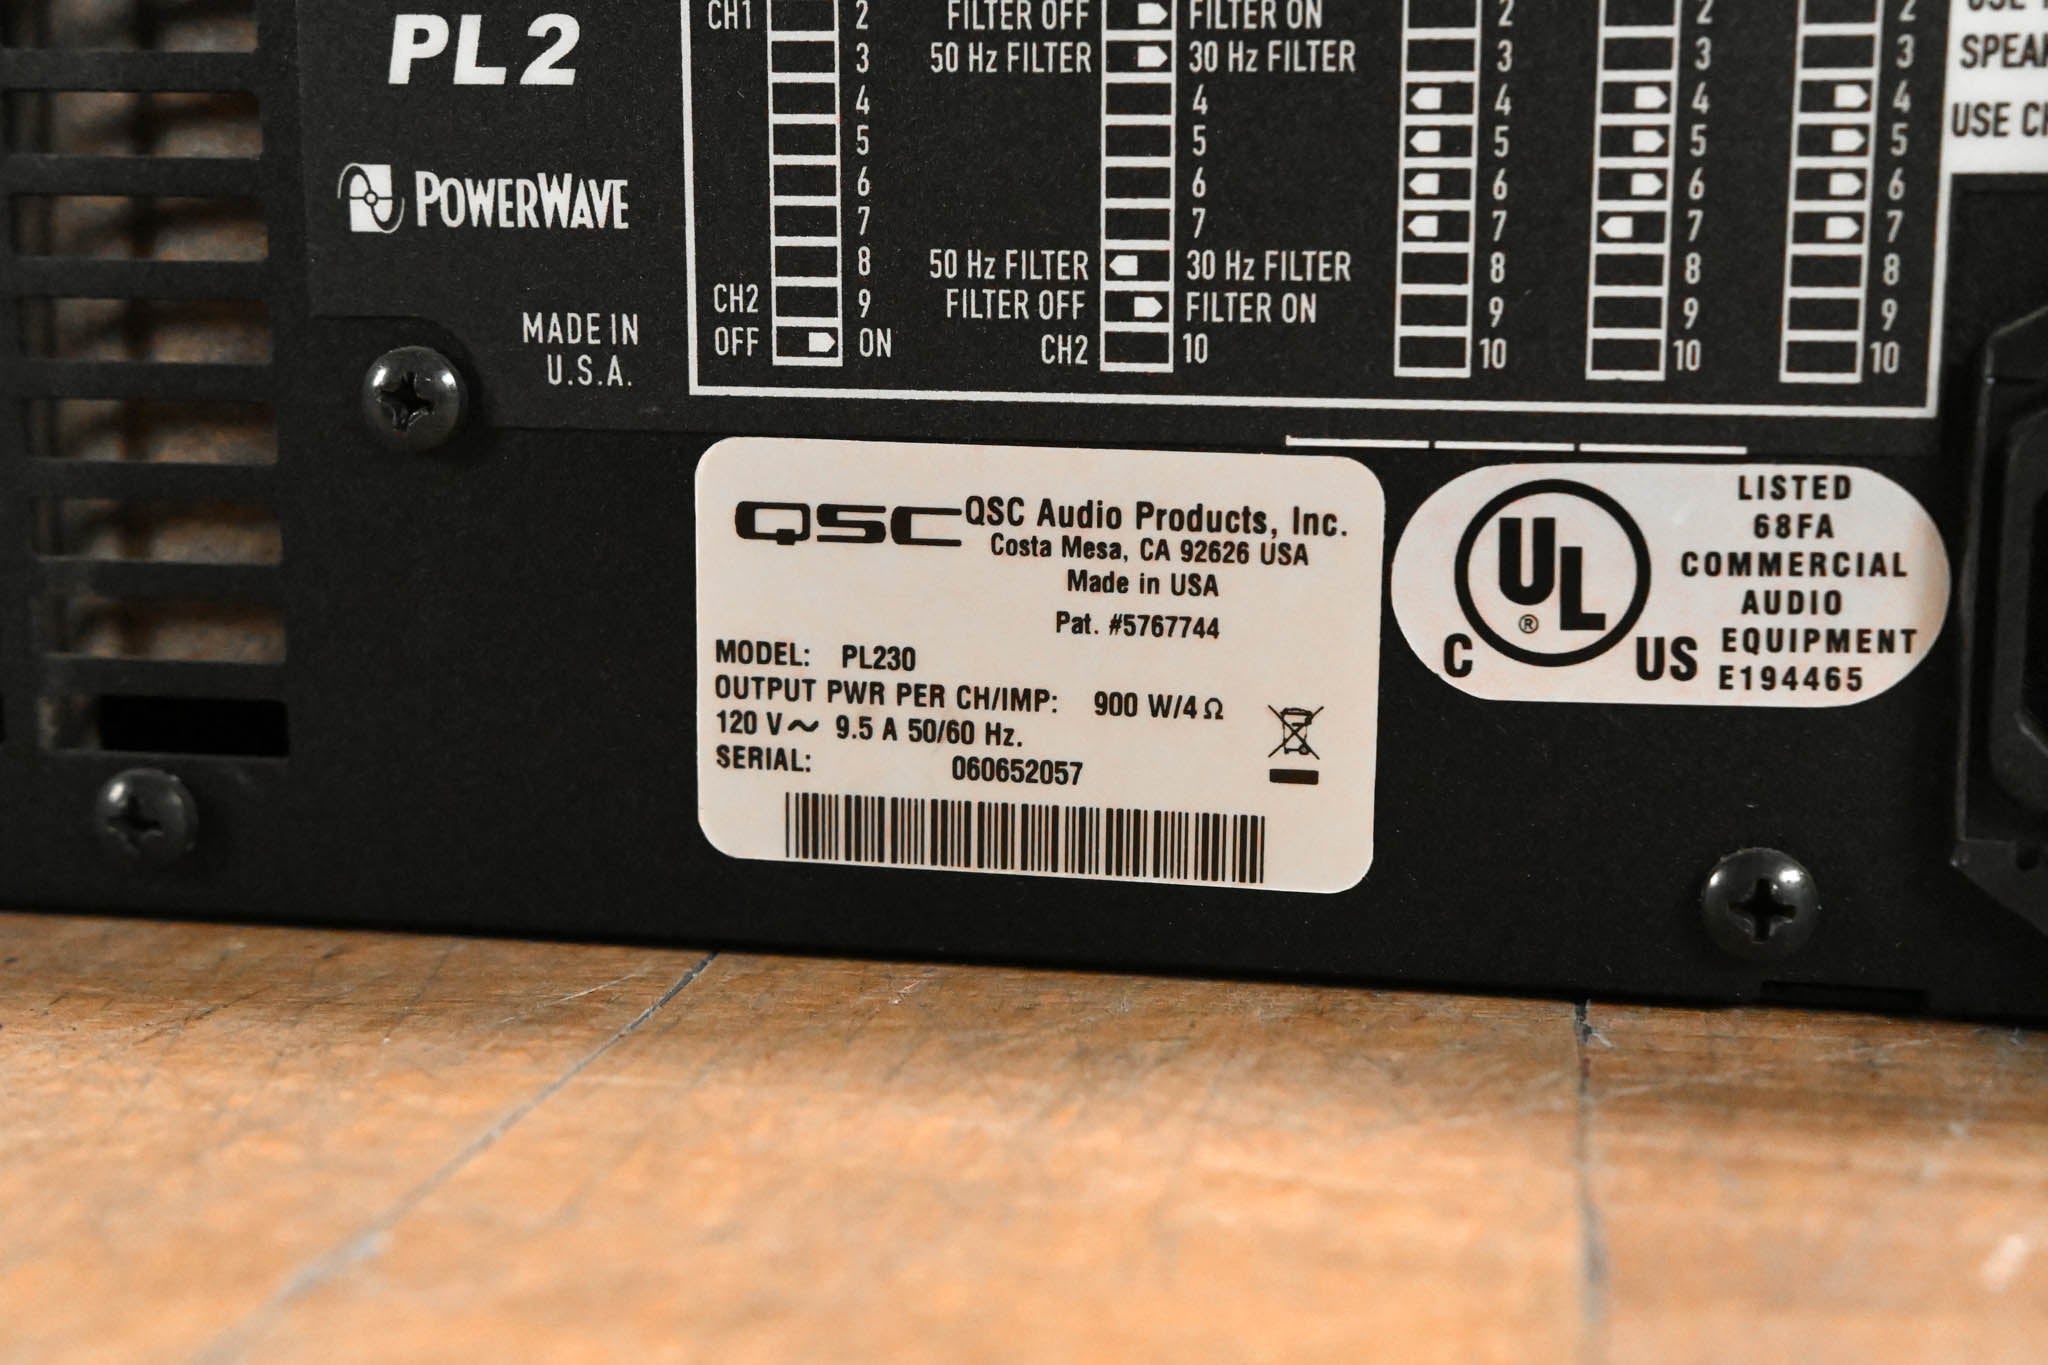 PL2
POWERWAVE
MADE IN
U.S.A.
CH1 2 FILTER OFF FILTER ON 2 2 2
3 50 Hz FILTER 30 Hz FILTER 3 3 3
4 4 4 4 4
5 5 5 5 5
6 6 6 6 6
7 7 7 7 7
8 50 Hz FILTER 30 Hz FILTER 8 8 8
CH2 9 FILTER OFF FILTER ON 9 9 9
OFF ON CH2 10 10 10 10
USE
QSC QSC Audio Products, Inc.
Costa Mesa, CA 92626 USA
Made in USA
Pat. #5767744
MODEL: PL230
OUTPUT PWR PER CH/IMP: 900 W/4 Ω
120 V~ 9.5 A 50/60 Hz.
SERIAL: 060652057
C UL ® US
LISTED
68FA
COMMERCIAL
AUDIO
EQUIPMENT
E194465